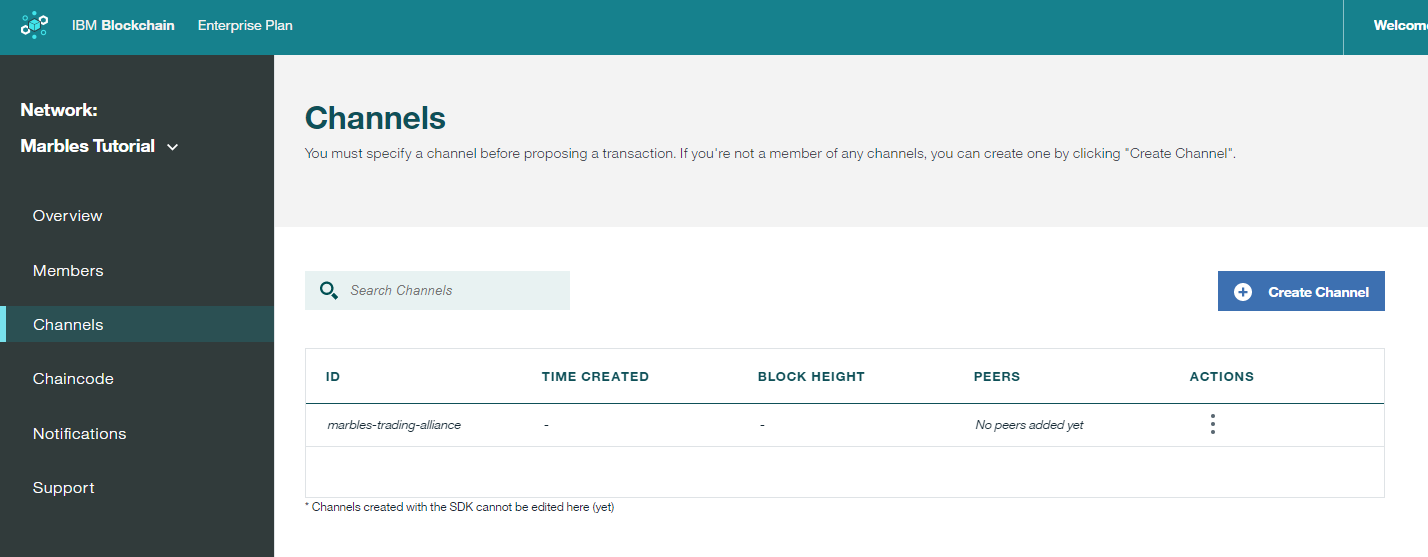 IBM Blockchain Enterprise Plan
Network:
Marbles Tutorial
Overview
Members
Channels
Chaincode
Notifications
Support
Channels
You must specify a channel before proposing a transaction. If you're not a member of any channels, you can create one by clicking "Create Channel".
Search Channels
Create Channel
ID TIME CREATED BLOCK HEIGHT PEERS ACTIONS
marbles-trading-alliance - - No peers added yet
* Channels created with the SDK cannot be edited here (yet)